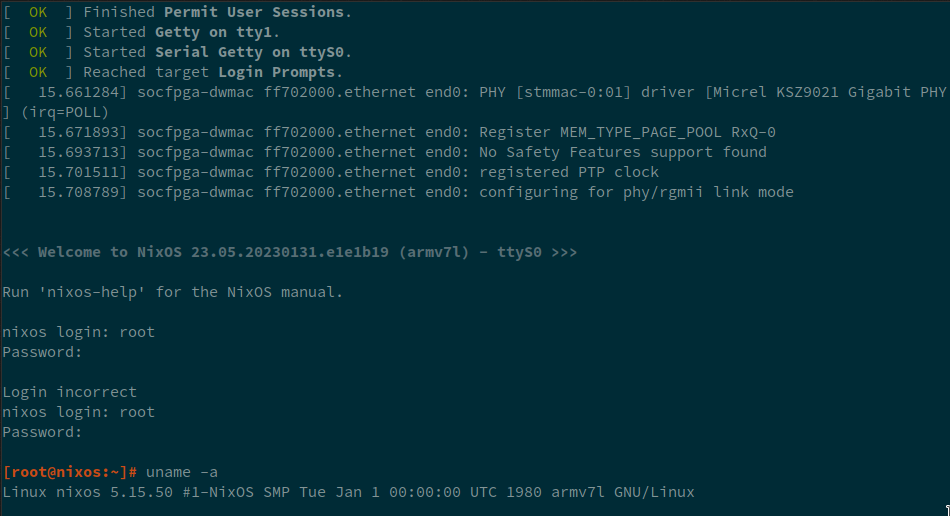 [  OK  ] Finished Permit User Sessions.
[  OK  ] Started Getty on tty1.
[  OK  ] Started Serial Getty on ttyS0.
[  OK  ] Reached target Login Prompts.
[   15.661284] socfpga-dwmac ff702000.ethernet end0: PHY [stmmac-0:01] driver [Micrel KSZ9021 Gigabit PHY
] (irq=POLL)
[   15.671893] socfpga-dwmac ff702000.ethernet end0: Register MEM_TYPE_PAGE_POOL RxQ-0
[   15.693713] socfpga-dwmac ff702000.ethernet end0: No Safety Features support found
[   15.701511] socfpga-dwmac ff702000.ethernet end0: registered PTP clock
[   15.708789] socfpga-dwmac ff702000.ethernet end0: configuring for phy/rgmii link mode
<<< Welcome to NixOS 23.05.20230131.e1e1b19 (armv7l) - ttyS0 >>>
Run 'nixos-help' for the NixOS manual.
nixos login: root
Password:
Login incorrect
nixos login: root
Password:
[root@nixos:~]# uname -a
Linux nixos 5.15.50 #1-NixOS SMP Tue Jan 1 00:00:00 UTC 1980 armv7l GNU/Linux